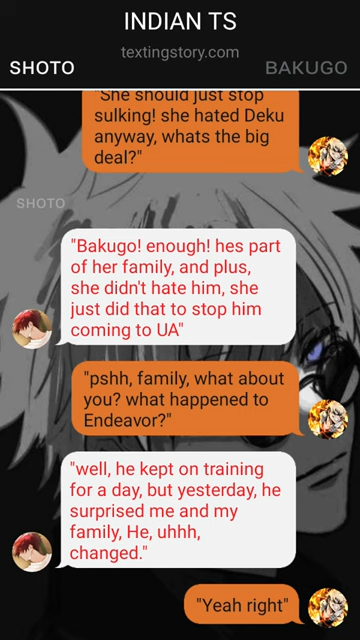 INDIAN TS
textingstory.com
SHOTO
BAKUGO
"She should just stop
sulking! she hated Deku
anyway, whats the big
deal?"
SHOTO
"Bakugo! enough! hes part
of her family, and plus,
she didn't hate him, she
just did that to stop him
coming to UA"
"pshh, family, what about
you? what happened to
Endeavor?"
"well, he kept on training
for a day, but yesterday, he
surprised me and my
family, He, uhhh,
changed."
"Yeah right"